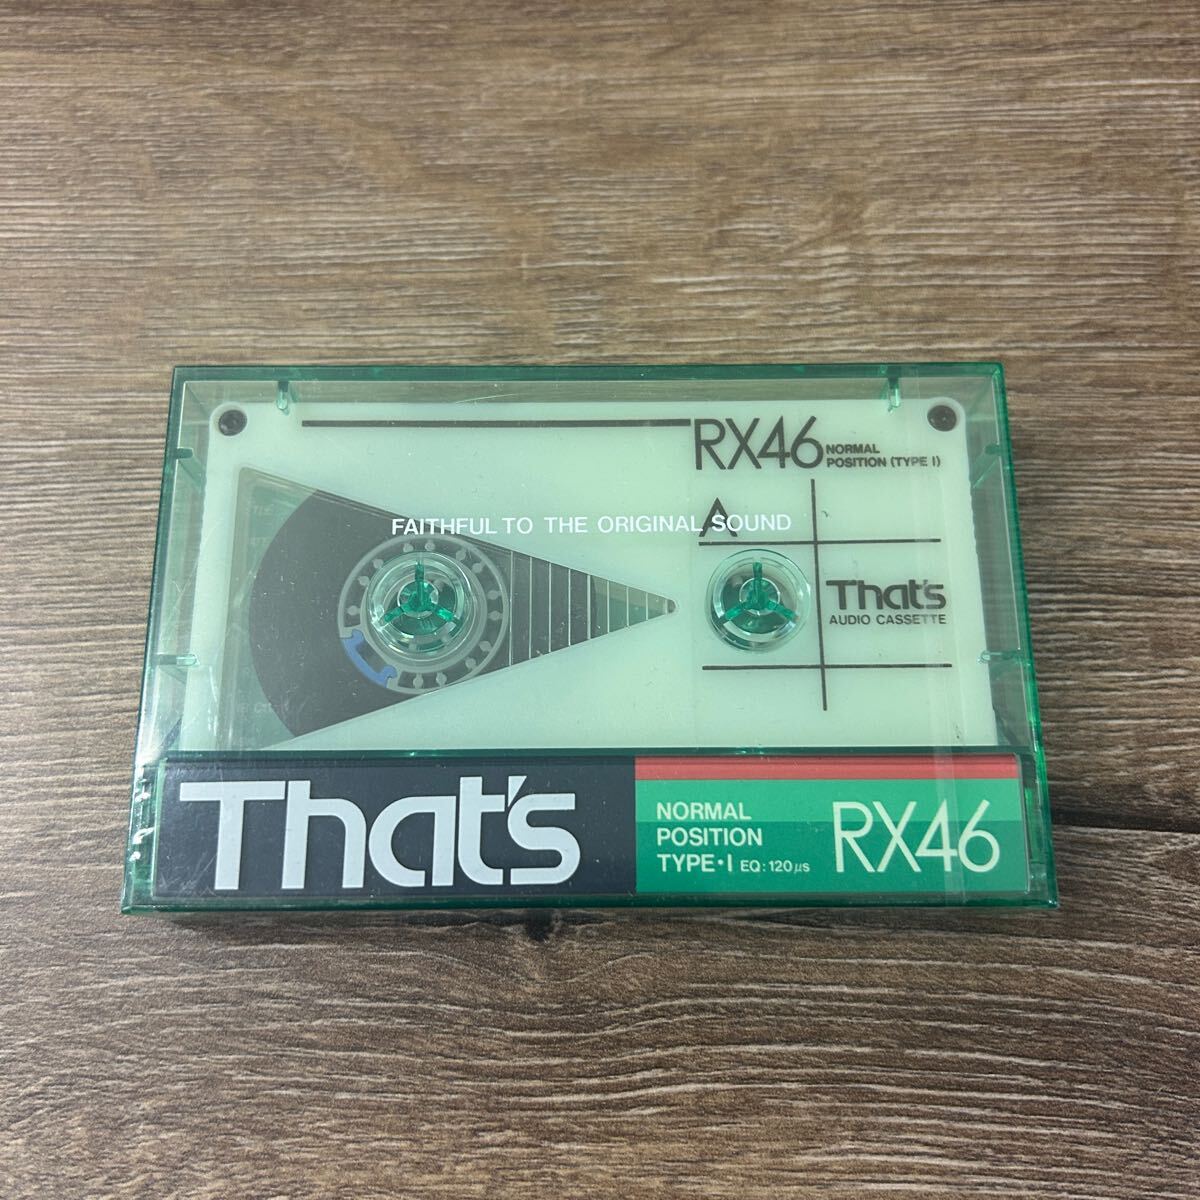 RX46 NORMAL
POSITION (TYPE I)
A
FAITHFUL TO THE ORIGINAL SOUND
That's
AUDIO CASSETTE
That's
NORMAL
POSITION
TYPE•I EQ: 120μs
RX46